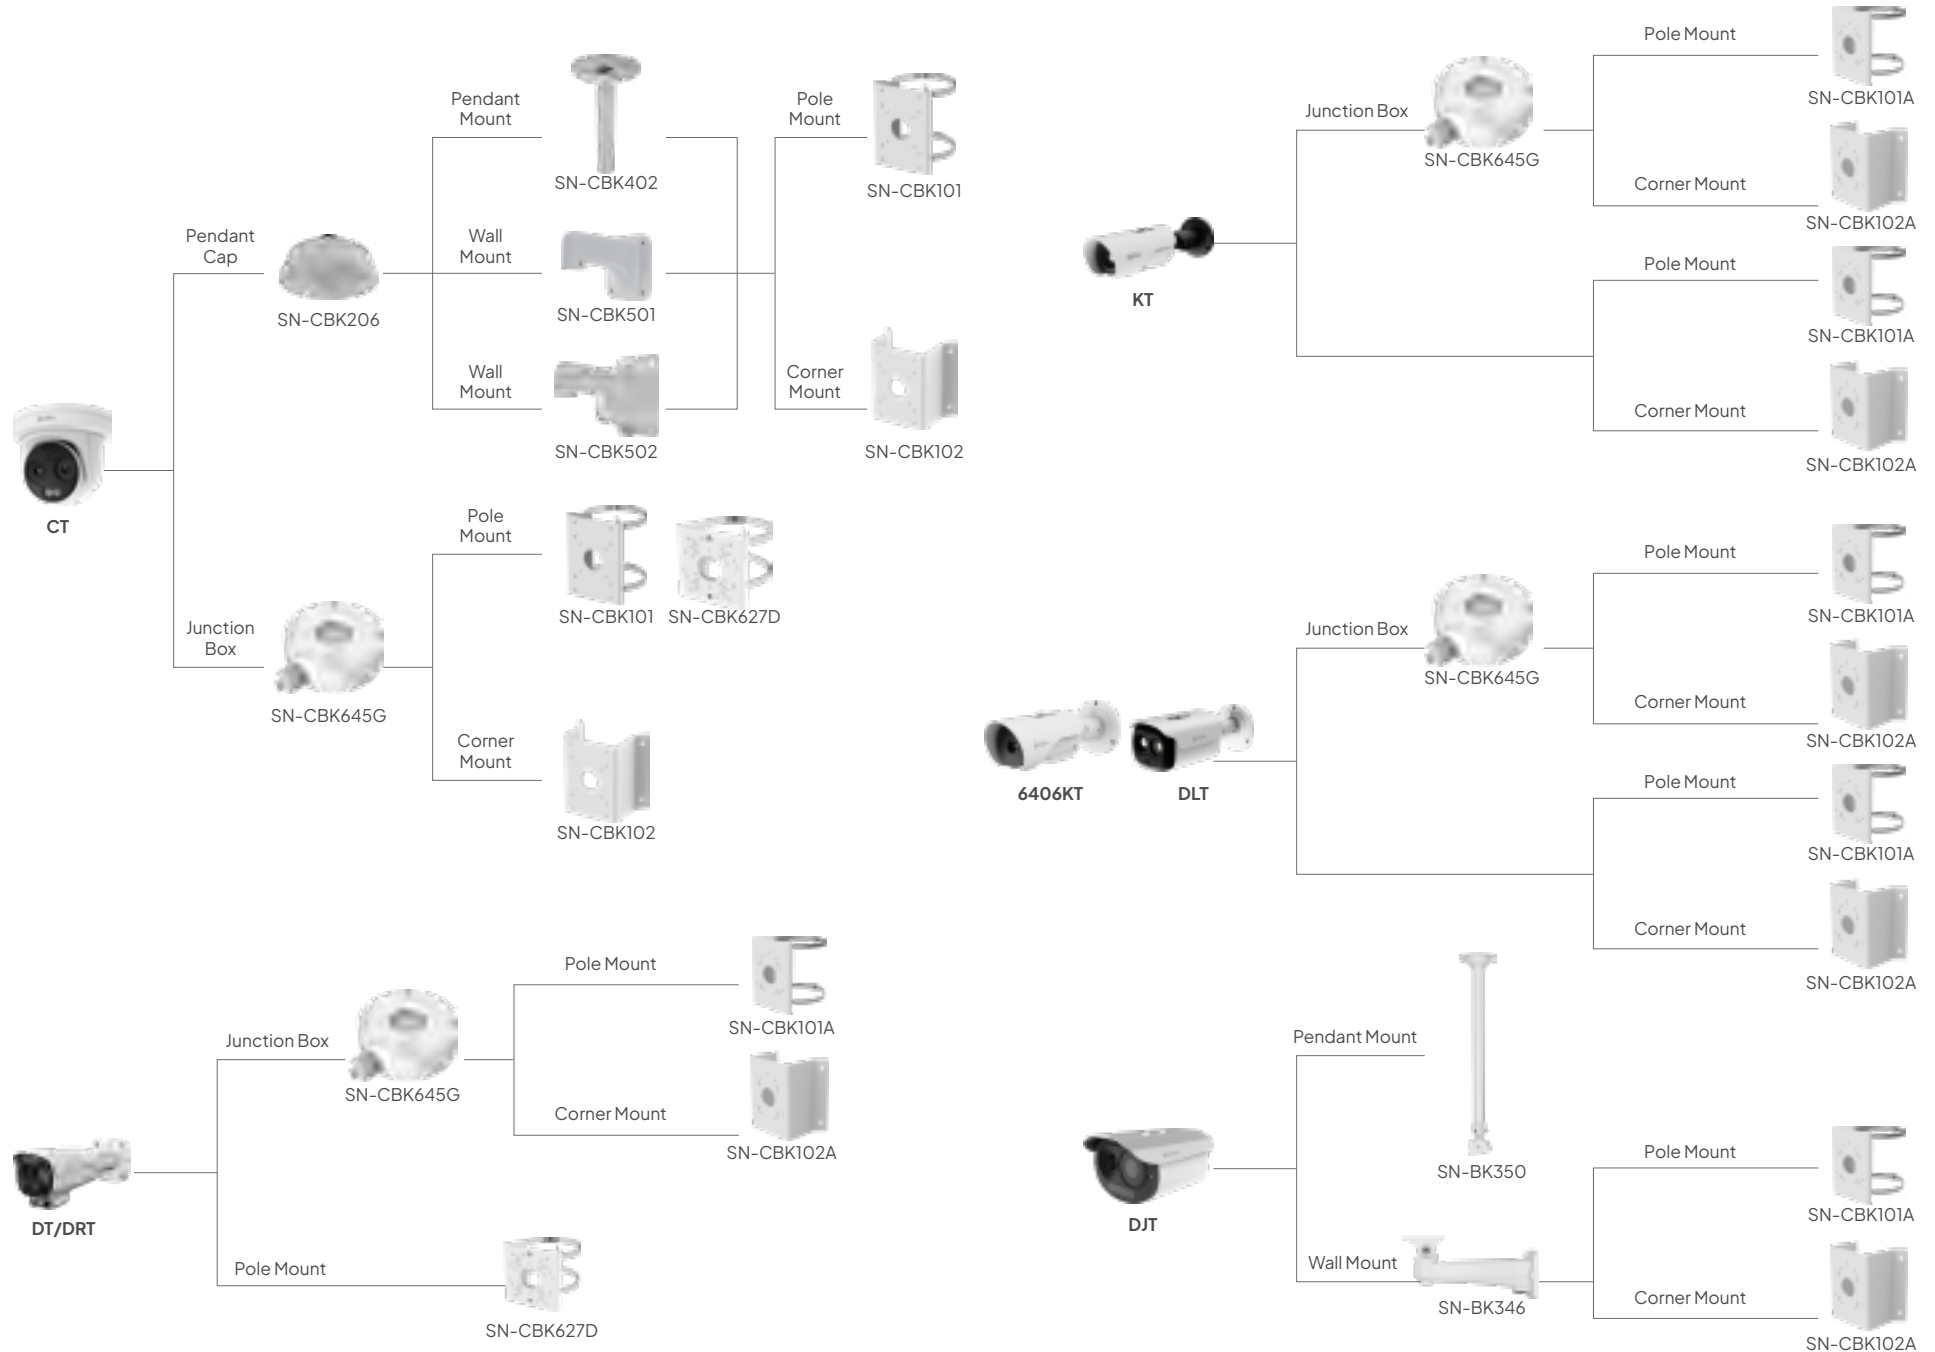 Pendant
Mount
SN-CBK402
Pole
Mount
SN-CBK101
Pendant
Cap
SN-CBK206
Wall
Mount
SN-CBK501
Wall
Mount
SN-CBK502
Corner
Mount
SN-CBK102
CT
Pole
Mount
SN-CBK101
SN-CBK627D
Junction
Box
SN-CBK645G
Corner
Mount
SN-CBK102
Pole Mount
SN-CBK101A
Junction Box
SN-CBK645G
Corner Mount
SN-CBK102A
DT/DRT
Pole Mount
SN-CBK627D
Pole Mount
SN-CBK101A
Junction Box
SN-CBK645G
Corner Mount
SN-CBK102A
KT
Pole Mount
SN-CBK101A
Corner Mount
SN-CBK102A
Pole Mount
SN-CBK101A
Junction Box
SN-CBK645G
Corner Mount
SN-CBK102A
6406KT
DLT
Pole Mount
SN-CBK101A
Corner Mount
SN-CBK102A
Pendant Mount
SN-BK350
DJT
Pole Mount
SN-CBK101A
Wall Mount
SN-BK346
Corner Mount
SN-CBK102A